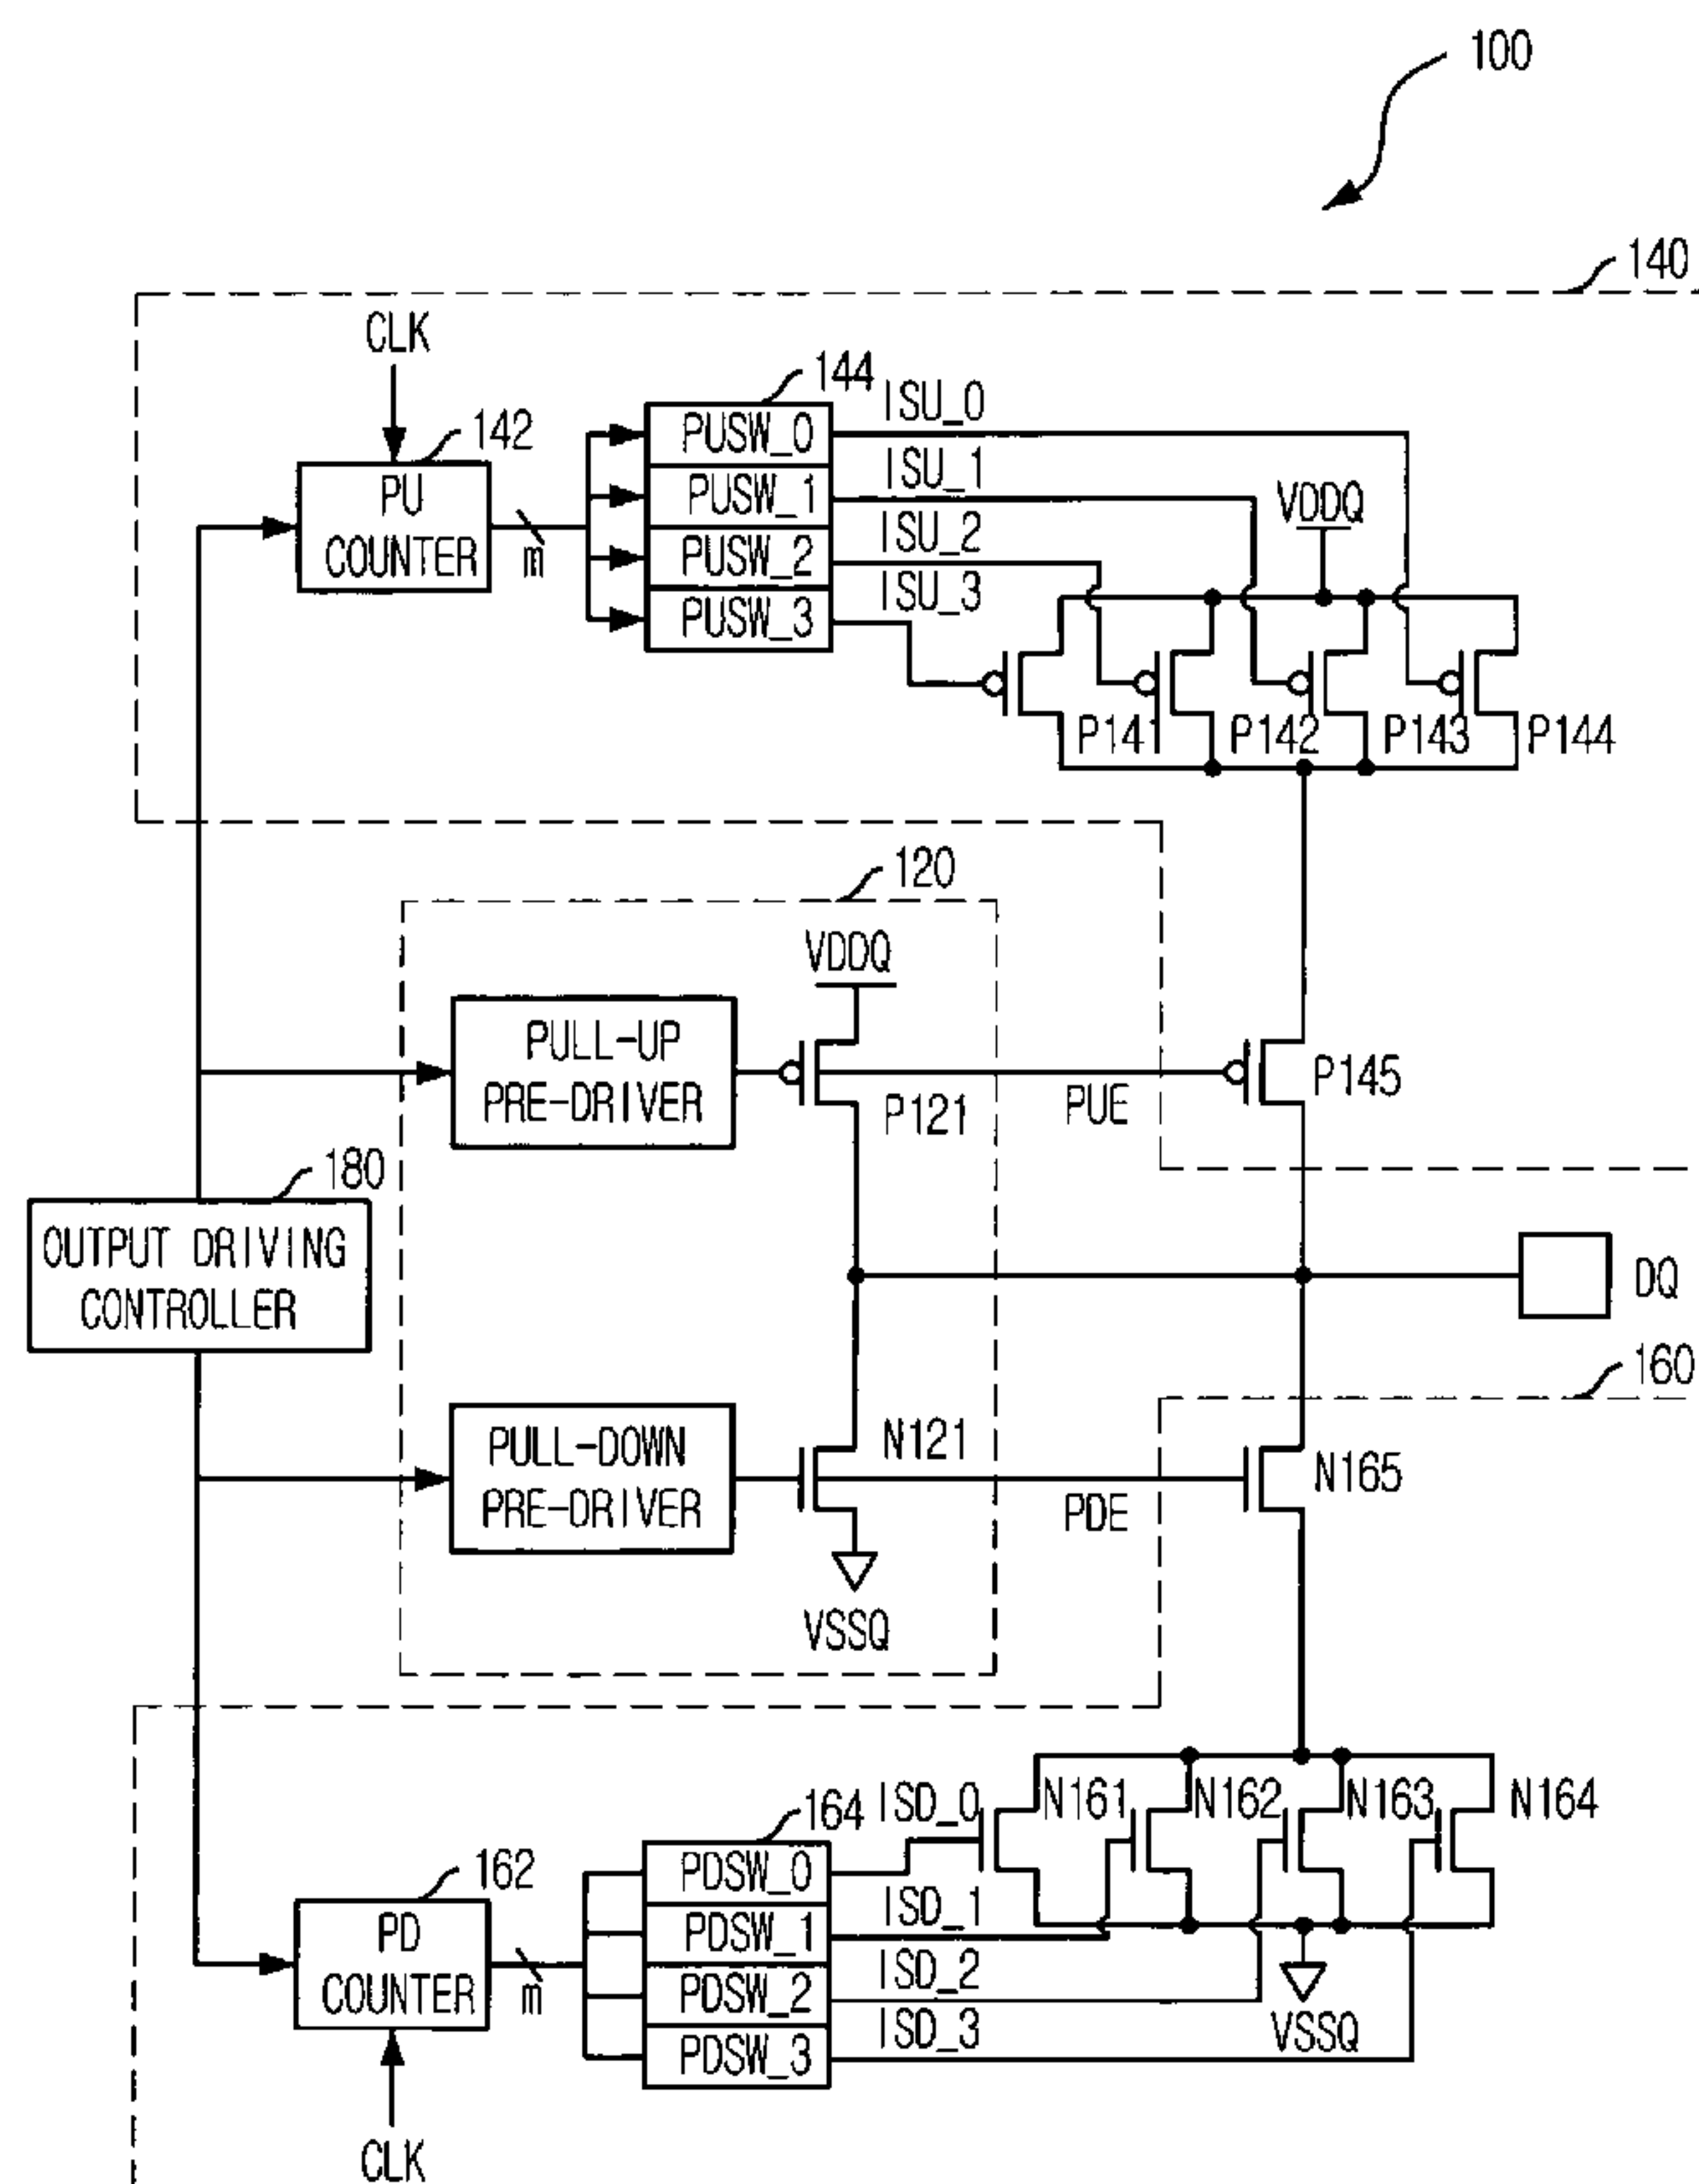 100
140
CLK
142
PU
COUNTER
m
144
PUSW_0
PUSW_1
PUSW_2
PUSW_3
ISU_0
ISU_1
ISU_2
ISU_3
VDDQ
P141
P142
P143
P144
120
VDDQ
PULL-UP
PRE-DRIVER
P121
PUE
P145
180
OUTPUT DRIVING
CONTROLLER
DQ
160
PULL-DOWN
PRE-DRIVER
N121
PDE
N165
VSSQ
164
ISD_0
ISD_1
ISD_2
ISD_3
N161
N162
N163
N164
162
PD
COUNTER
m
PDSW_0
PDSW_1
PDSW_2
PDSW_3
VSSQ
CLK